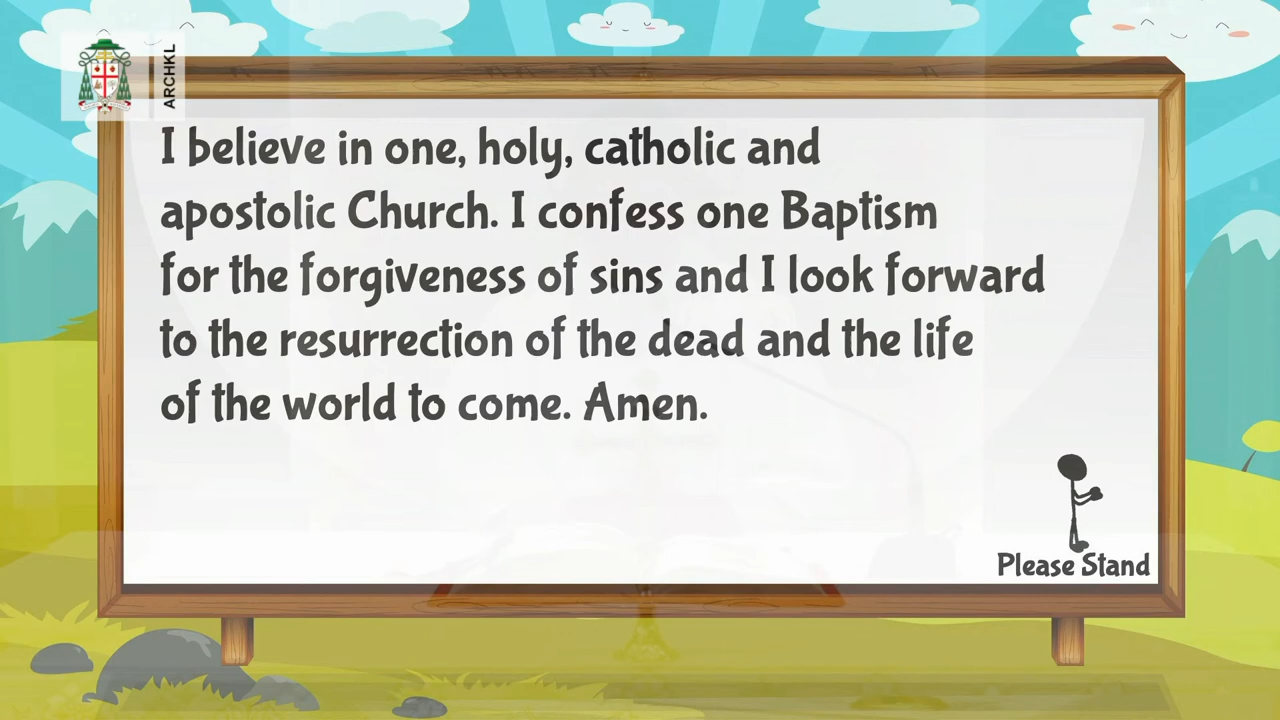 ARCHKL
I believe in one, holy, catholic and
apostolic Church. I confess one Baptism
for the forgiveness of sins and I look forward
to the resurrection of the dead and the life
of the world to come. Amen.
Please Stand